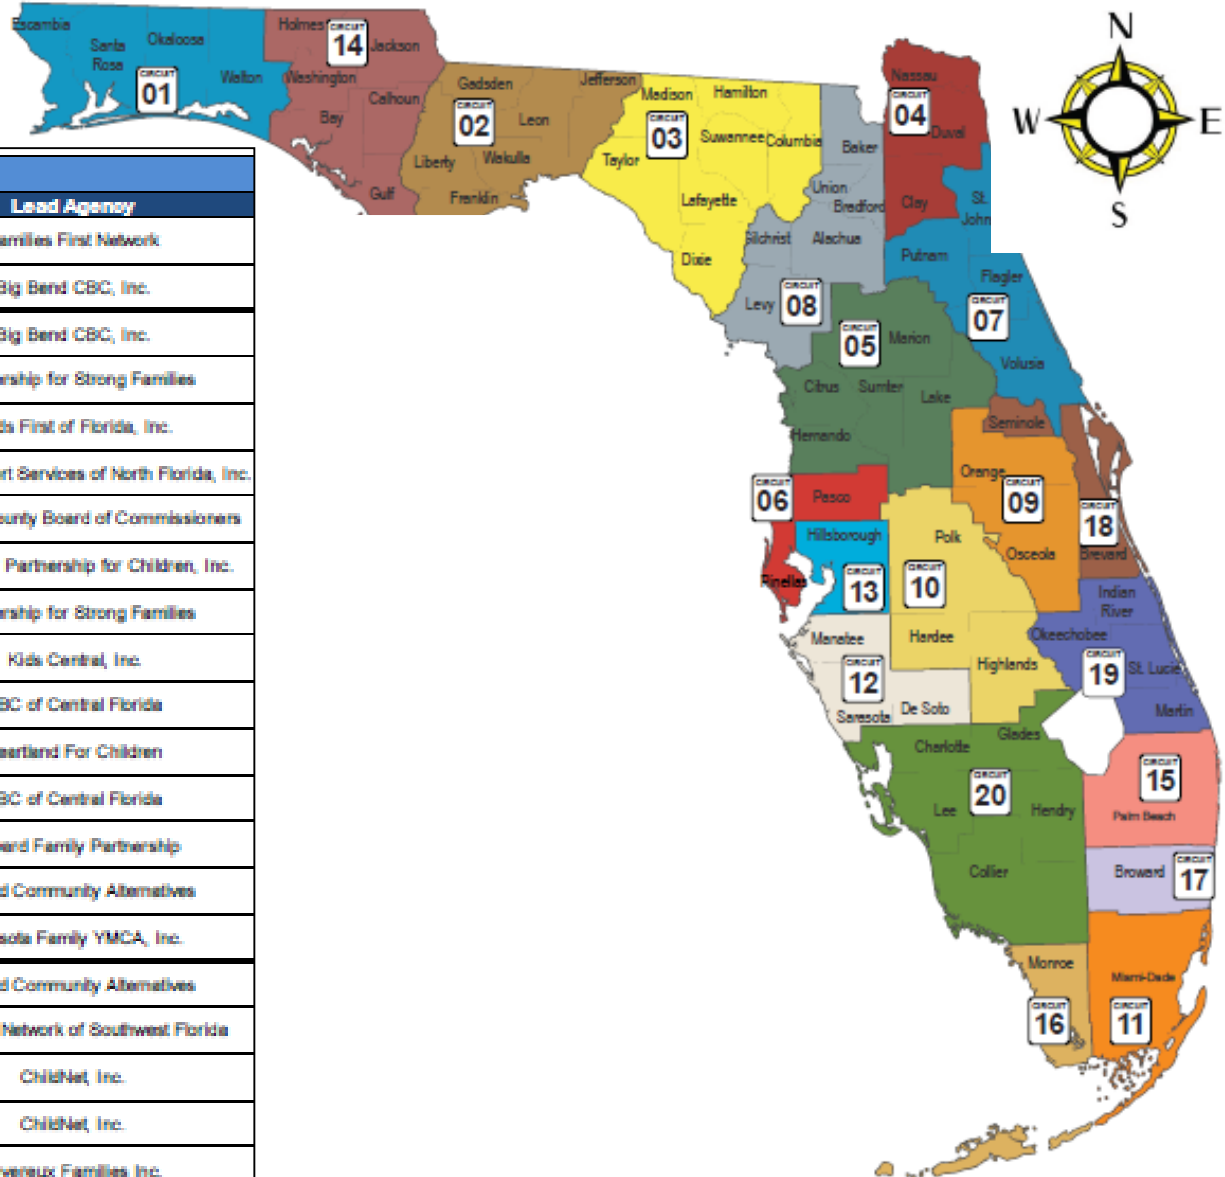 Lead Agency
amilies First Network
Big Bend CBC, Inc.
Big Bend CBC, Inc.
rship for Strong Families
ds First of Florida, Inc.
rt Services of North Florida, Inc.
ounty Board of Commissioners
Partnership for Children, Inc.
rship for Strong Families
Kids Central, Inc.
BC of Central Florida
eartland For Children
BC of Central Florida
ard Family Partnership
d Community Alternatives
sota Family YMCA, Inc.
d Community Alternatives
Network of Southwest Florida
ChildNet, Inc.
ChildNet, Inc.
vereux Families Inc.
N
W
E
S
Escambia
Santa
Rosa
Okaloosa
Walton
CIRCUIT
01
Holmes
CIRCUIT
14
Jackson
Washington
Calhoun
Bay
Gulf
Gadsden
Jefferson
CIRCUIT
02
Leon
Liberty
Wakulla
Franklin
Madison
Hamilton
CIRCUIT
03
Suwannee
Columbia
Taylor
Lafayette
Dixie
Nassau
CIRCUIT
04
Duval
Clay
Baker
Union
Bradford
Gilchrist
Alachua
Levy
CIRCUIT
08
St.
John
Putnam
Flagler
CIRCUIT
07
Volusia
CIRCUIT
05
Marion
Citrus
Sumter
Lake
Hernando
CIRCUIT
06
Pasco
Pinellas
Hillsborough
CIRCUIT
13
Seminole
Orange
CIRCUIT
09
Osceola
CIRCUIT
18
Brevard
Polk
CIRCUIT
10
Hardee
Highlands
Manatee
CIRCUIT
12
Sarasota
De Soto
Indian
River
Okeechobee
CIRCUIT
19
St. Lucie
Martin
Charlotte
Glades
CIRCUIT
20
Lee
Hendry
Collier
CIRCUIT
15
Palm Beach
Broward
CIRCUIT
17
Monroe
CIRCUIT
16
Miami-Dade
CIRCUIT
11